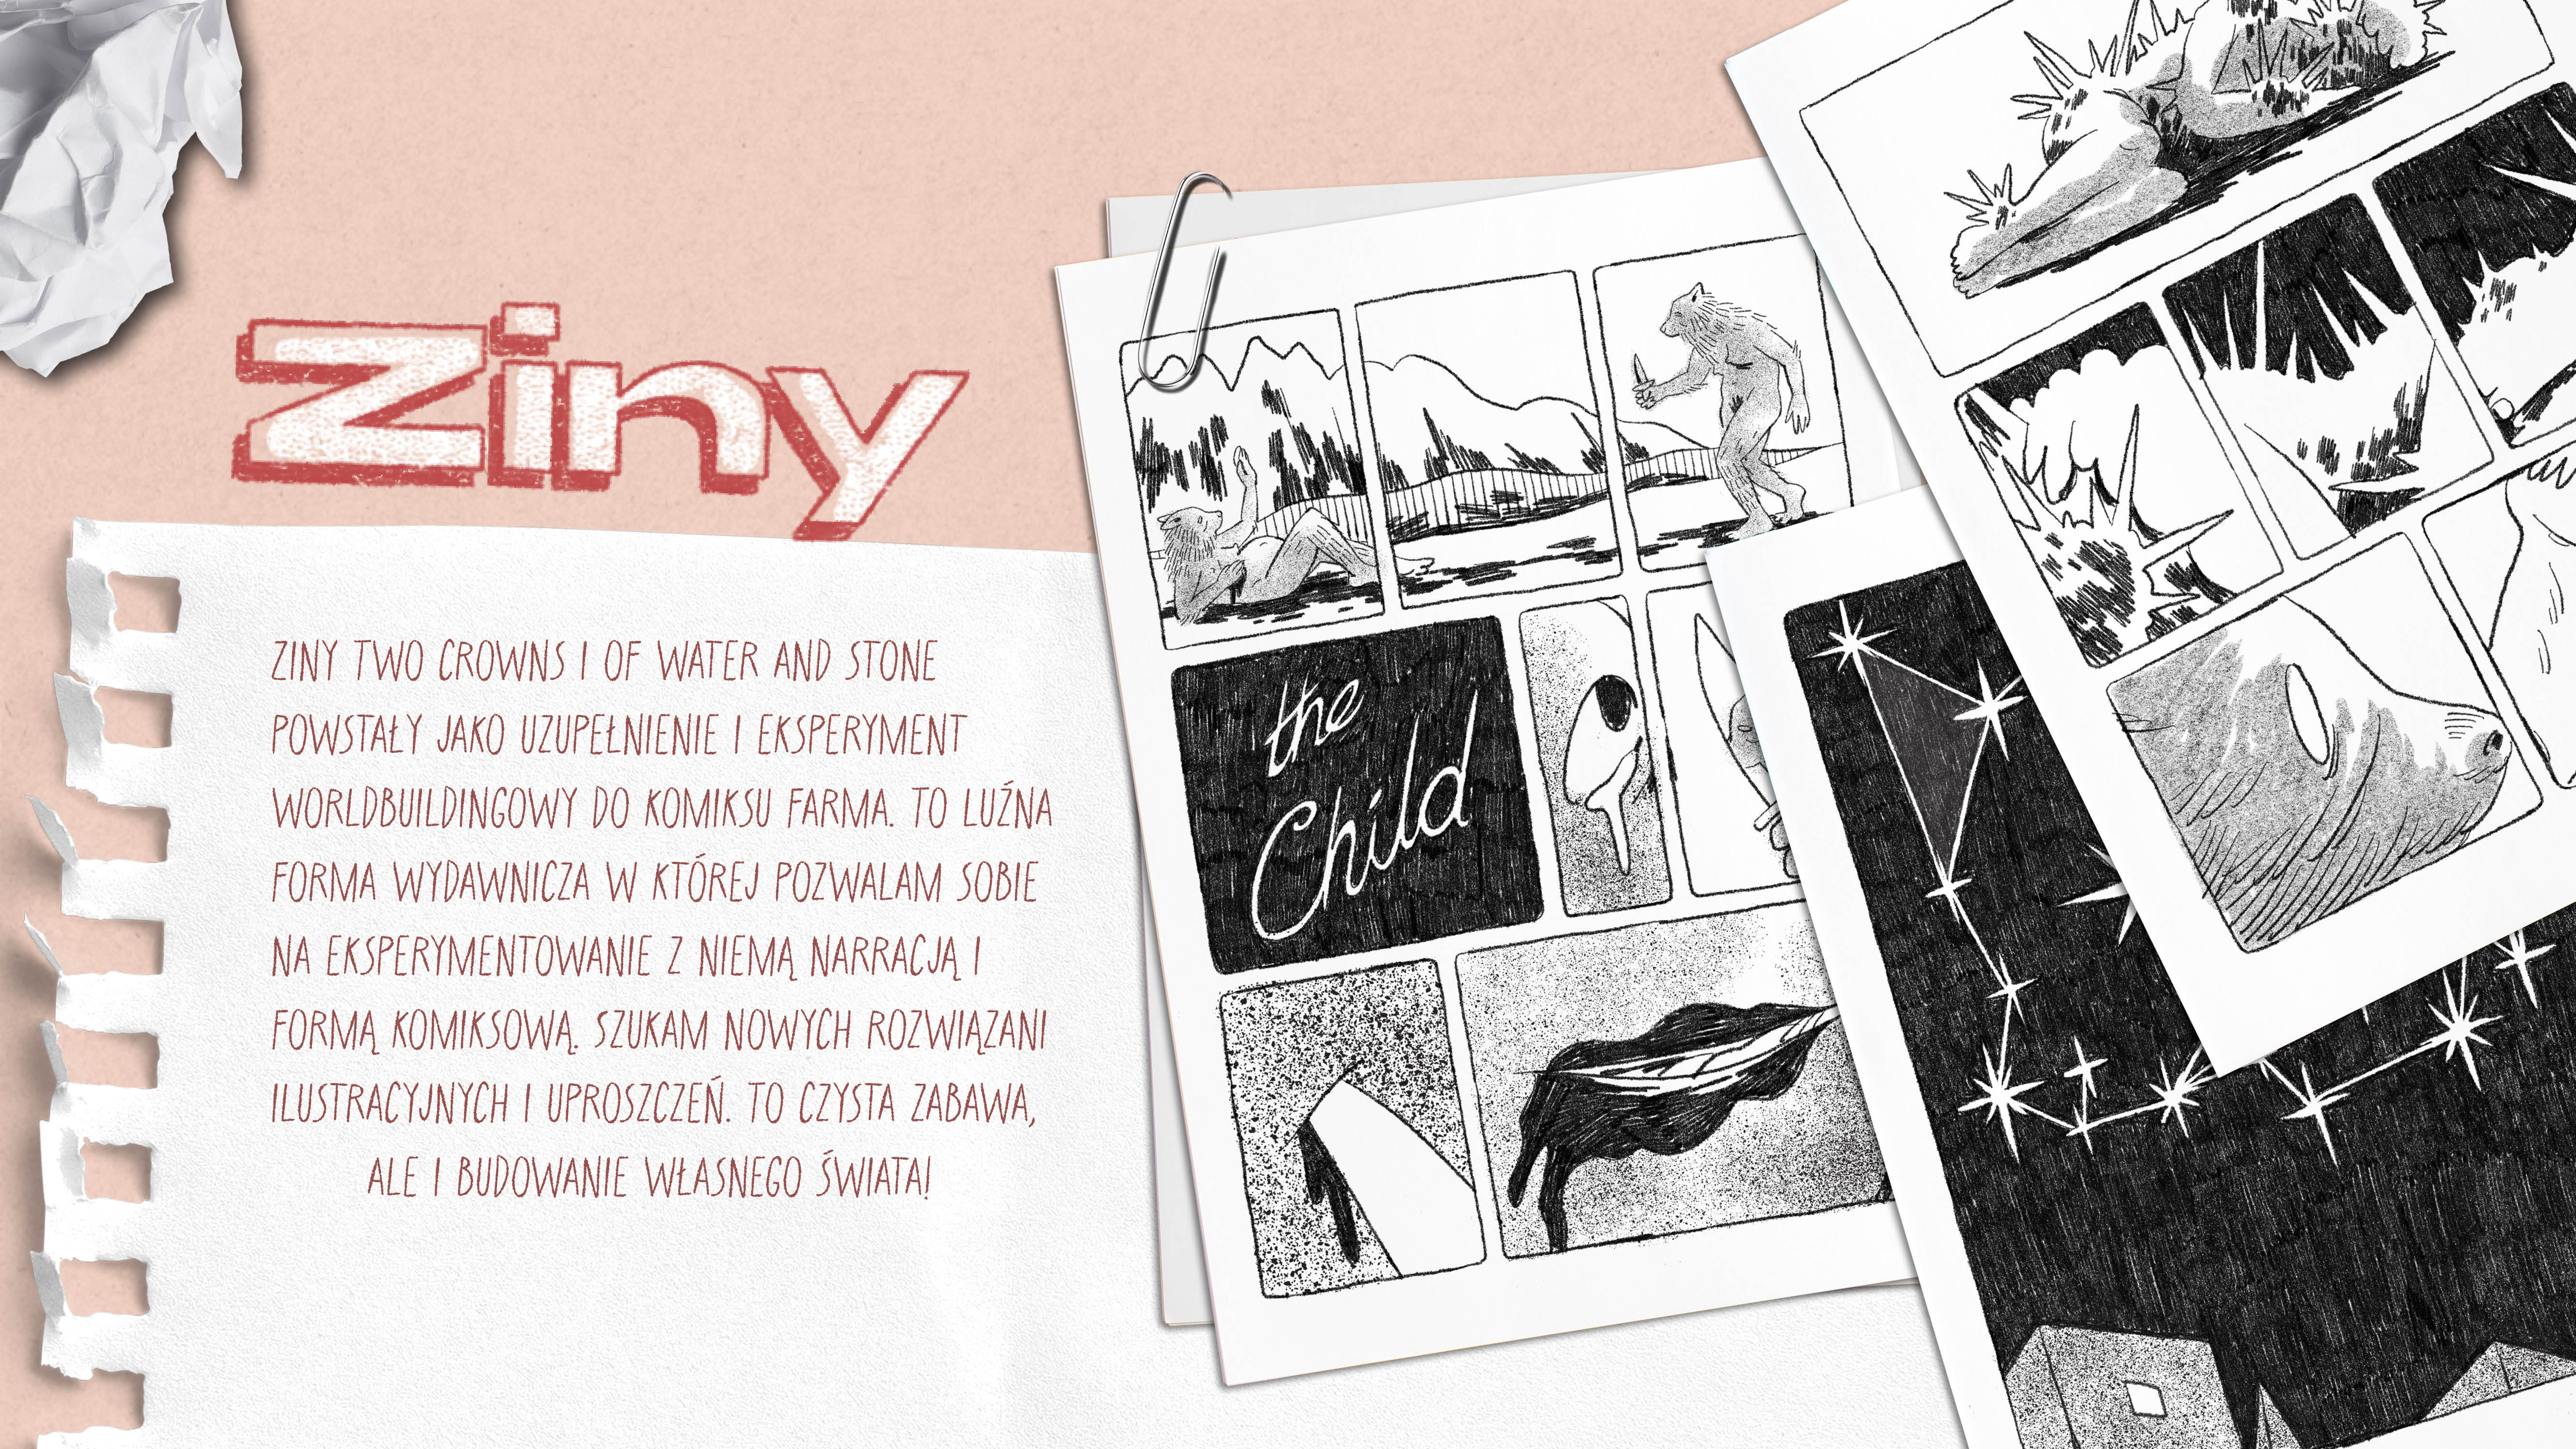 Ziny
ZINY TWO CROWNS I OF WATER AND STONE
POWSTAŁY JAKO UZUPEŁNIENIE I EKSPERYMENT
WORLDBUILDINGOWY DO KOMIKSU FARMA. TO LUŹNA
FORMA WYDAWNICZA W KTÓREJ POZWALAM SOBIE
NA EKSPERYMENTOWANIE Z NIEMĄ NARRACJĄ I
FORMĄ KOMIKSOWĄ. SZUKAM NOWYCH ROZWIĄZANI
ILUSTRACYJNYCH I UPROSZCZEŃ. TO CZYSTA ZABAWA,
ALE I BUDOWANIE WŁASNEGO ŚWIATA!
the
Child